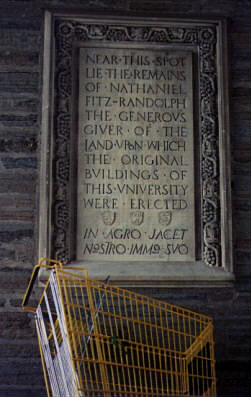 NEAR·THIS·SPOT
LIE·THE·REMAINS
OF·NATHANIEL
FITZ-RANDOLPH
THE·GENEROVS
GIVER·OF·THE
LAND·VPON·WHICH
THE·ORIGINAL
BVILDINGS·OF
THIS·VNIVERSITY
WERE·ERECTED
IN·AGRO·JACET
NOSTRO·IMMO·SVO